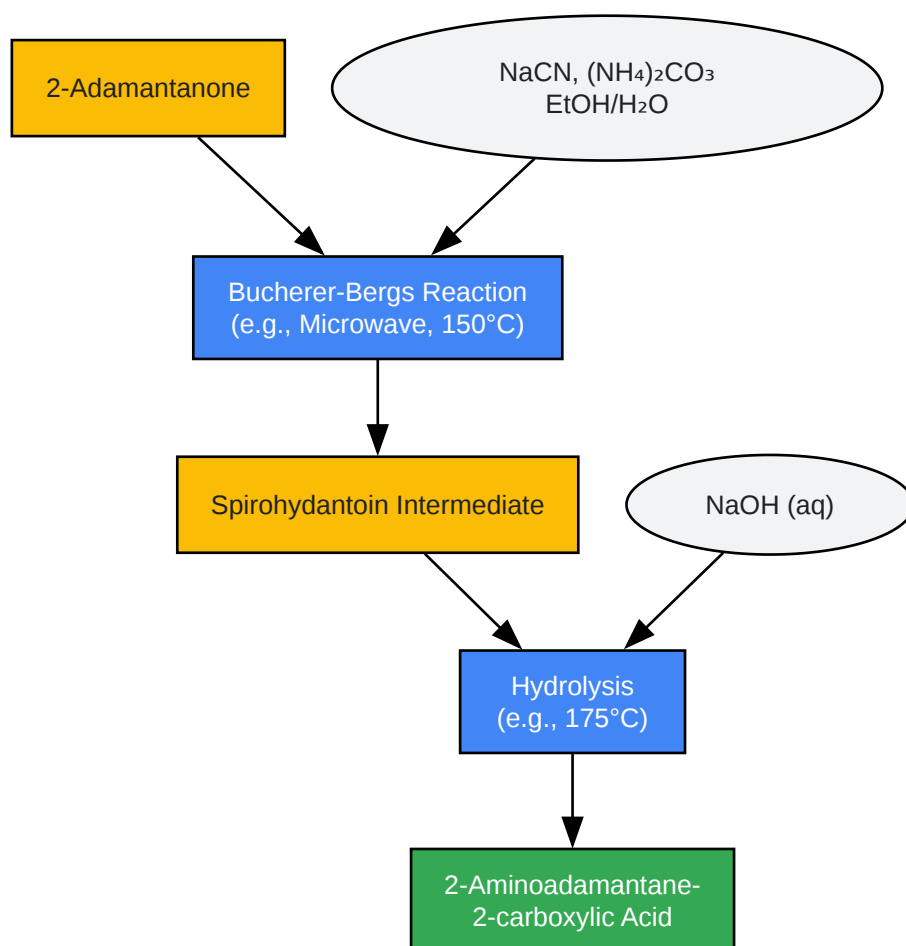 2-Adamantanone
NaCN, (NH₄)₂CO₃
EtOH/H₂O
Bucherer-Bergs Reaction
(e.g., Microwave, 150°C)
Spirohydantoin Intermediate
NaOH (aq)
Hydrolysis
(e.g., 175°C)
2-Aminoadamantane-
2-carboxylic Acid